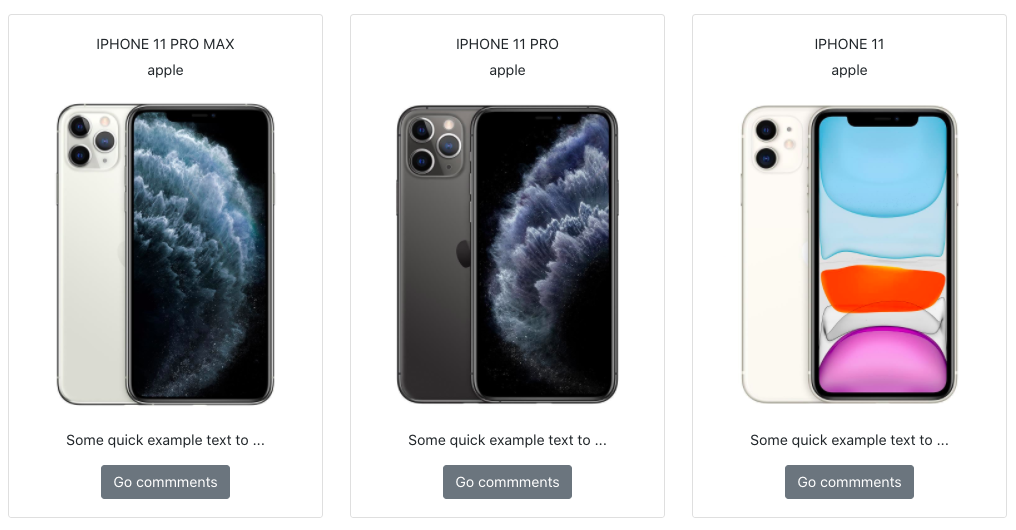 IPHONE 11 PRO MAX
apple
Some quick example text to ...
Go commments
IPHONE 11 PRO
apple
Some quick example text to ...
Go commments
IPHONE 11
apple
Some quick example text to ...
Go commments